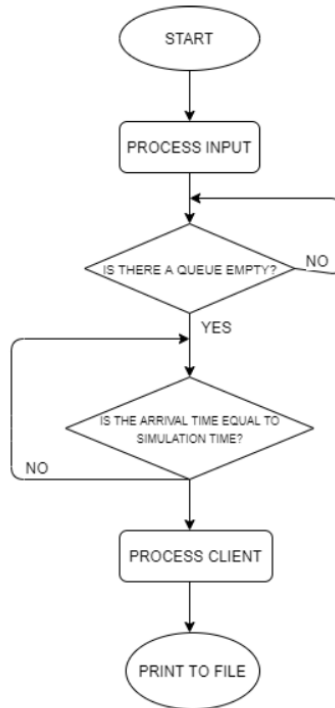 START
PROCESS INPUT
IS THERE A QUEUE EMPTY?
NO
YES
IS THE ARRIVAL TIME EQUAL TO
SIMULATION TIME?
NO
PROCESS CLIENT
PRINT TO FILE